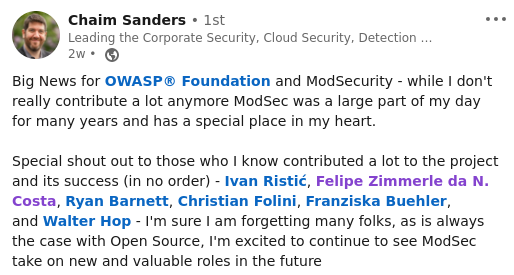 Chaim Sanders • 1st
Leading the Corporate Security, Cloud Security, Detection …
2w •
Big News for OWASP® Foundation and ModSecurity - while I don't
really contribute a lot anymore ModSec was a large part of my day
for many years and has a special place in my heart.
Special shout out to those who I know contributed a lot to the project
and its success (in no order) - Ivan Ristić, Felipe Zimmerle da N.
Costa, Ryan Barnett, Christian Folini, Franziska Buehler,
and Walter Hop - I'm sure I am forgetting many folks, as is always
the case with Open Source, I'm excited to continue to see ModSec
take on new and valuable roles in the future